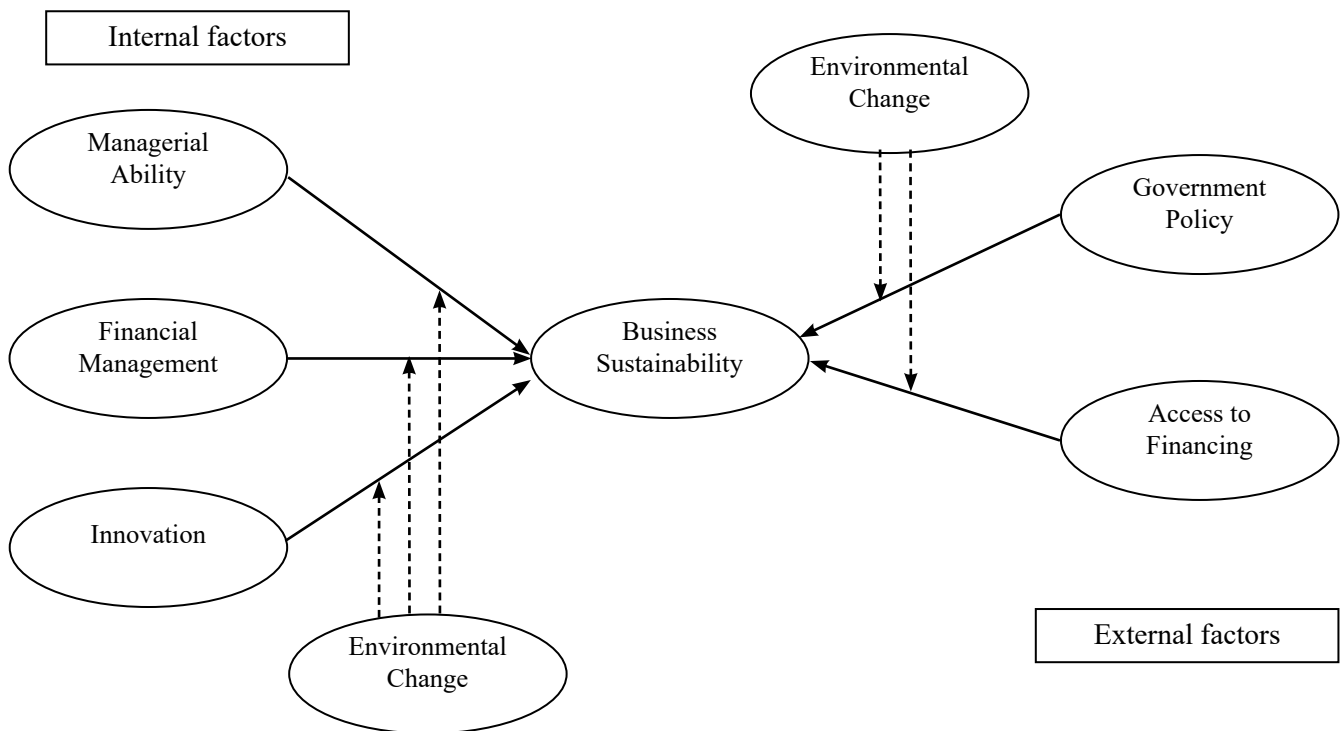 Internal factors
Environmental
Change
Managerial
Ability
Government
Policy
Financial
Management
Business
Sustainability
Access to
Financing
Innovation
Environmental
Change
External factors